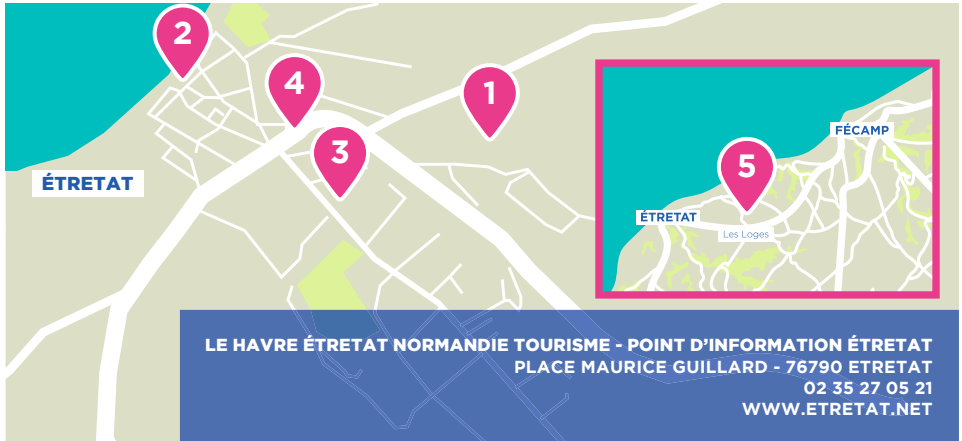 2
4
1
3
ÉTRETAT
FÉCAMP
5
ÉTRETAT
Les Loges
LE HAVRE ÉTRETAT NORMANDIE TOURISME - POINT D'INFORMATION ÉTRETAT
PLACE MAURICE GUILLARD - 76790 ETRETAT
02 35 27 05 21
WWW.ETRETAT.NET